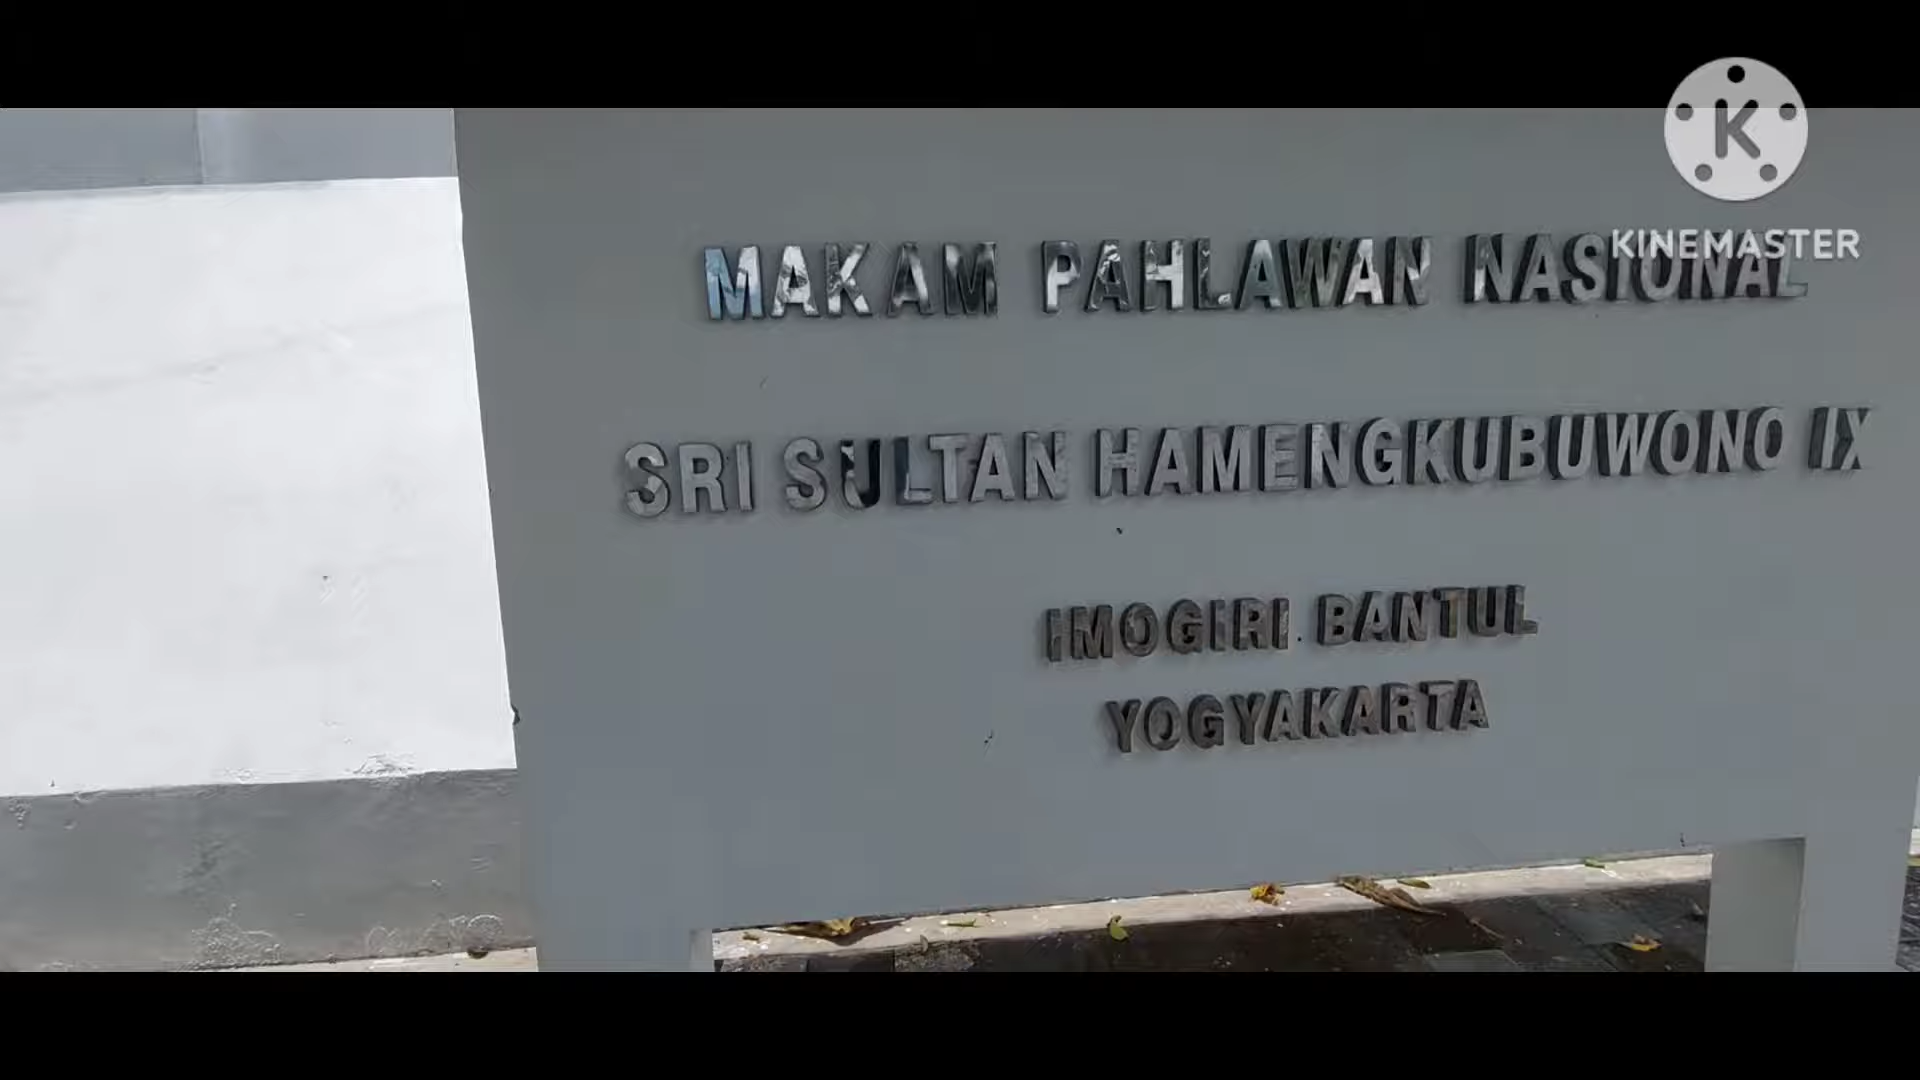 K
KINEMASTER
MAKAM PAHLAWAN NASIONAL
SRI SULTAN HAMENGKUBUWONO IX
IMOGIRI BANTUL
YOGYAKARTA